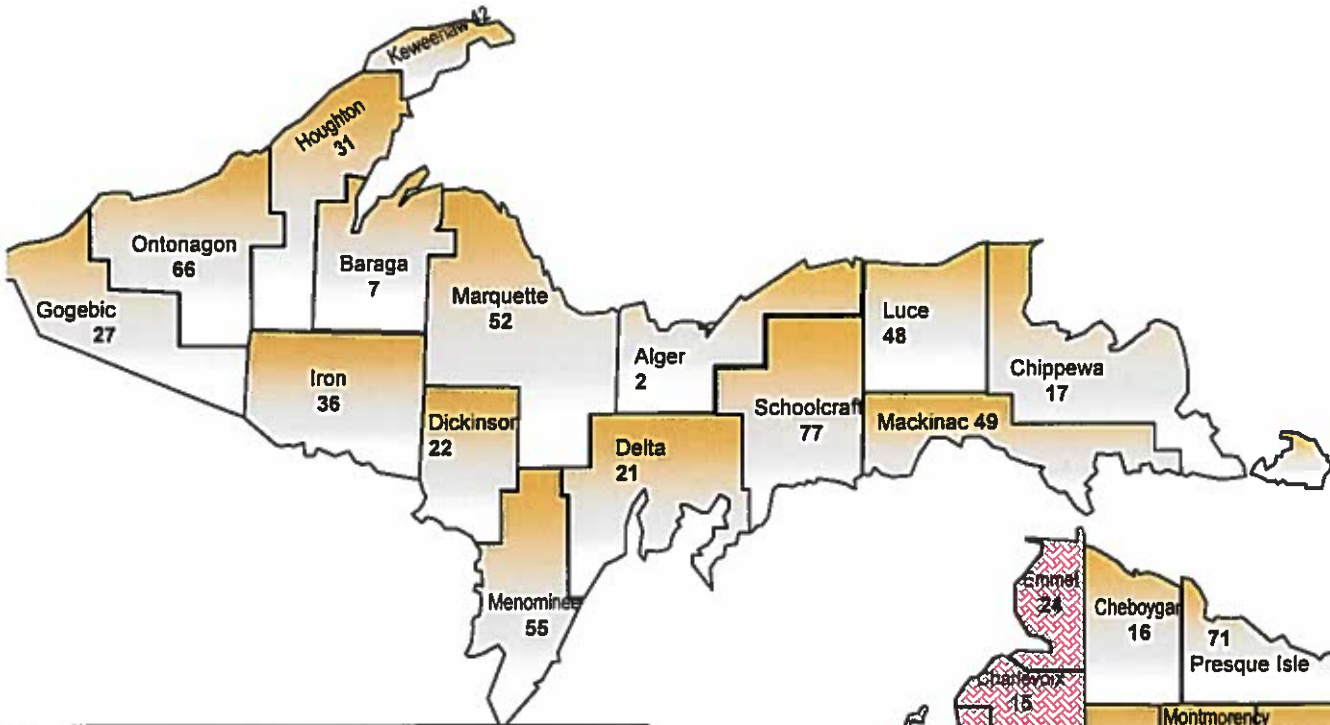 Keweenaw 42
Houghton
31
Ontonagon
66
Baraga
7
Gogebic
27
Marquette
52
Iron
36
Dickinson
22
Alger
2
Schoolcraft
77
Luce
48
Chippewa
17
Mackinac 49
Delta
21
Menominee
55
Emmet
24
Cheboygan
16
71
Presque Isle
Charlevoix
15
Montmorency